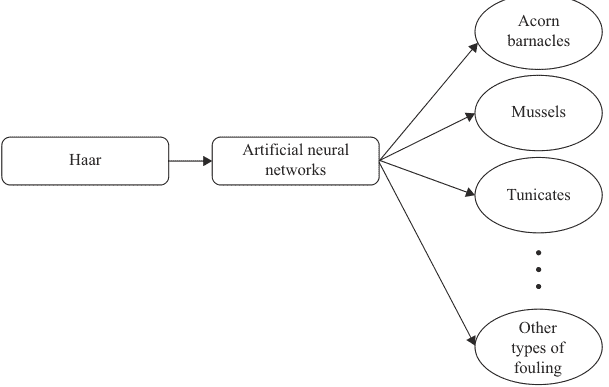 Haar
Artificial neural
networks
Acorn
barnacles
Mussels
Tunicates
Other
types of
fouling